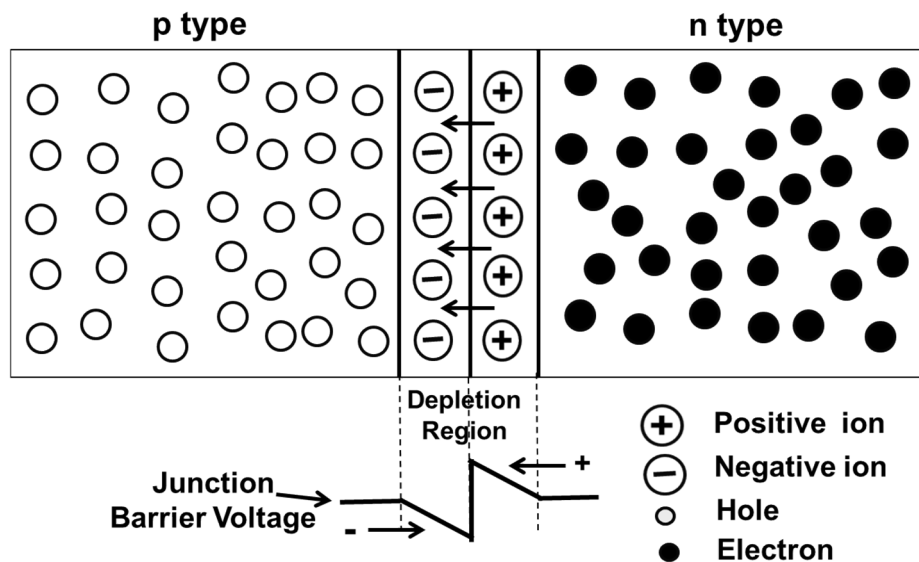 p type
n type
Depletion
Region
Junction
Barrier Voltage
-
+
Positive ion
Negative ion
Hole
Electron